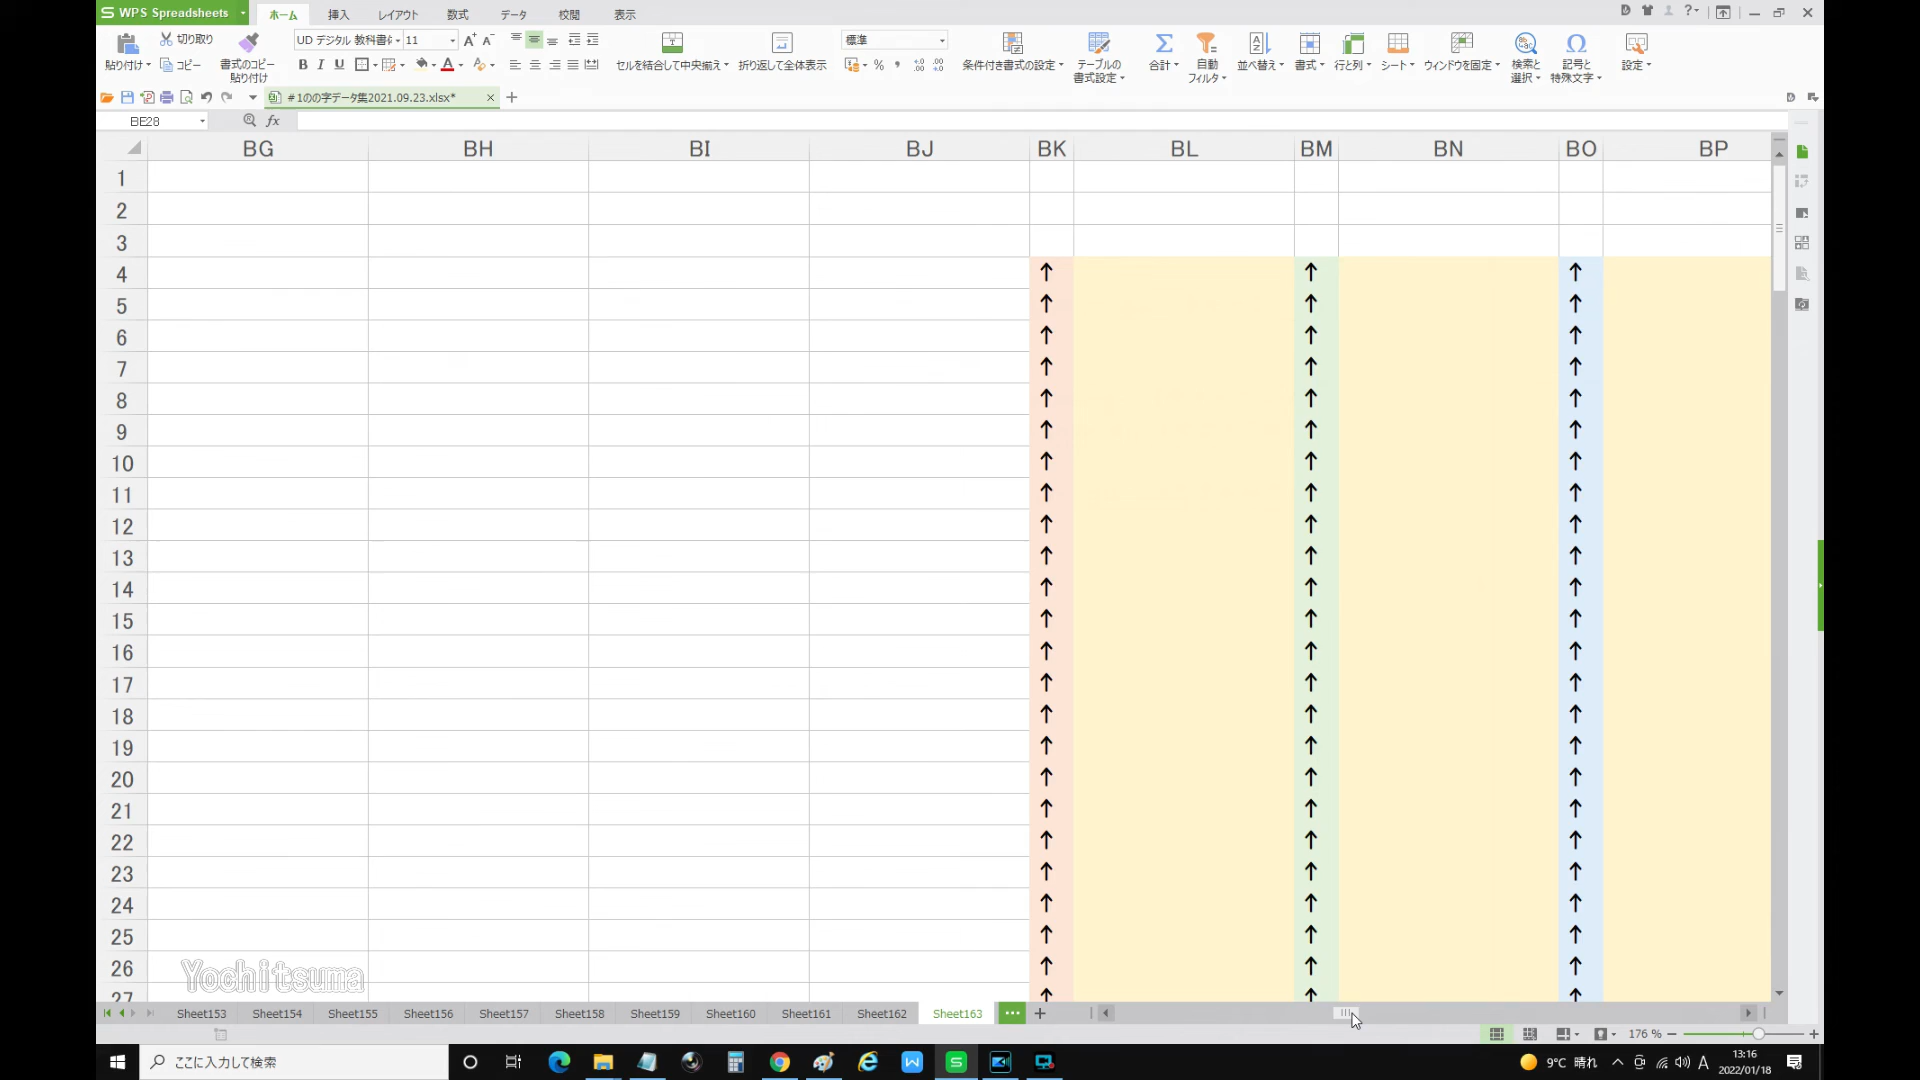 WPS Spreadsheets ホーム 挿入 レイアウト 数式 データ 校閲 表示
貼り付け 切取り コピー 書式のコピー 貼り付け UD デジタル 教科書 11 B I U セルを結合して中央揃え 折り返して全体表示 標準 % 条件付き書式の設定 テーブルの 書式設定 合計 自動 フィルタ 並べ替え 書式 行と列 シート ウィンドウを固定 検索と 選択 記号と 特殊文字 設定
#1のの字データ集2021.09.23.xlsx*
BE28 fx
BG BH BI BJ BK BL BM BN BO BP
1
2
3
4 ↑ ↑ ↑
5 ↑ ↑ ↑
6 ↑ ↑ ↑
7 ↑ ↑ ↑
8 ↑ ↑ ↑
9 ↑ ↑ ↑
10 ↑ ↑ ↑
11 ↑ ↑ ↑
12 ↑ ↑ ↑
13 ↑ ↑ ↑
14 ↑ ↑ ↑
15 ↑ ↑ ↑
16 ↑ ↑ ↑
17 ↑ ↑ ↑
18 ↑ ↑ ↑
19 ↑ ↑ ↑
20 ↑ ↑ ↑
21 ↑ ↑ ↑
22 ↑ ↑ ↑
23 ↑ ↑ ↑
24 ↑ ↑ ↑
25 ↑ ↑ ↑
26 ↑ ↑ ↑
Yochitsuma
27 ↑ ↑ ↑
Sheet153 Sheet154 Sheet155 Sheet156 Sheet157 Sheet158 Sheet159 Sheet160 Sheet161 Sheet162 Sheet163 ...
176 %
ここに入力して検索 9°C 晴れ A 13:16
2022/01/18